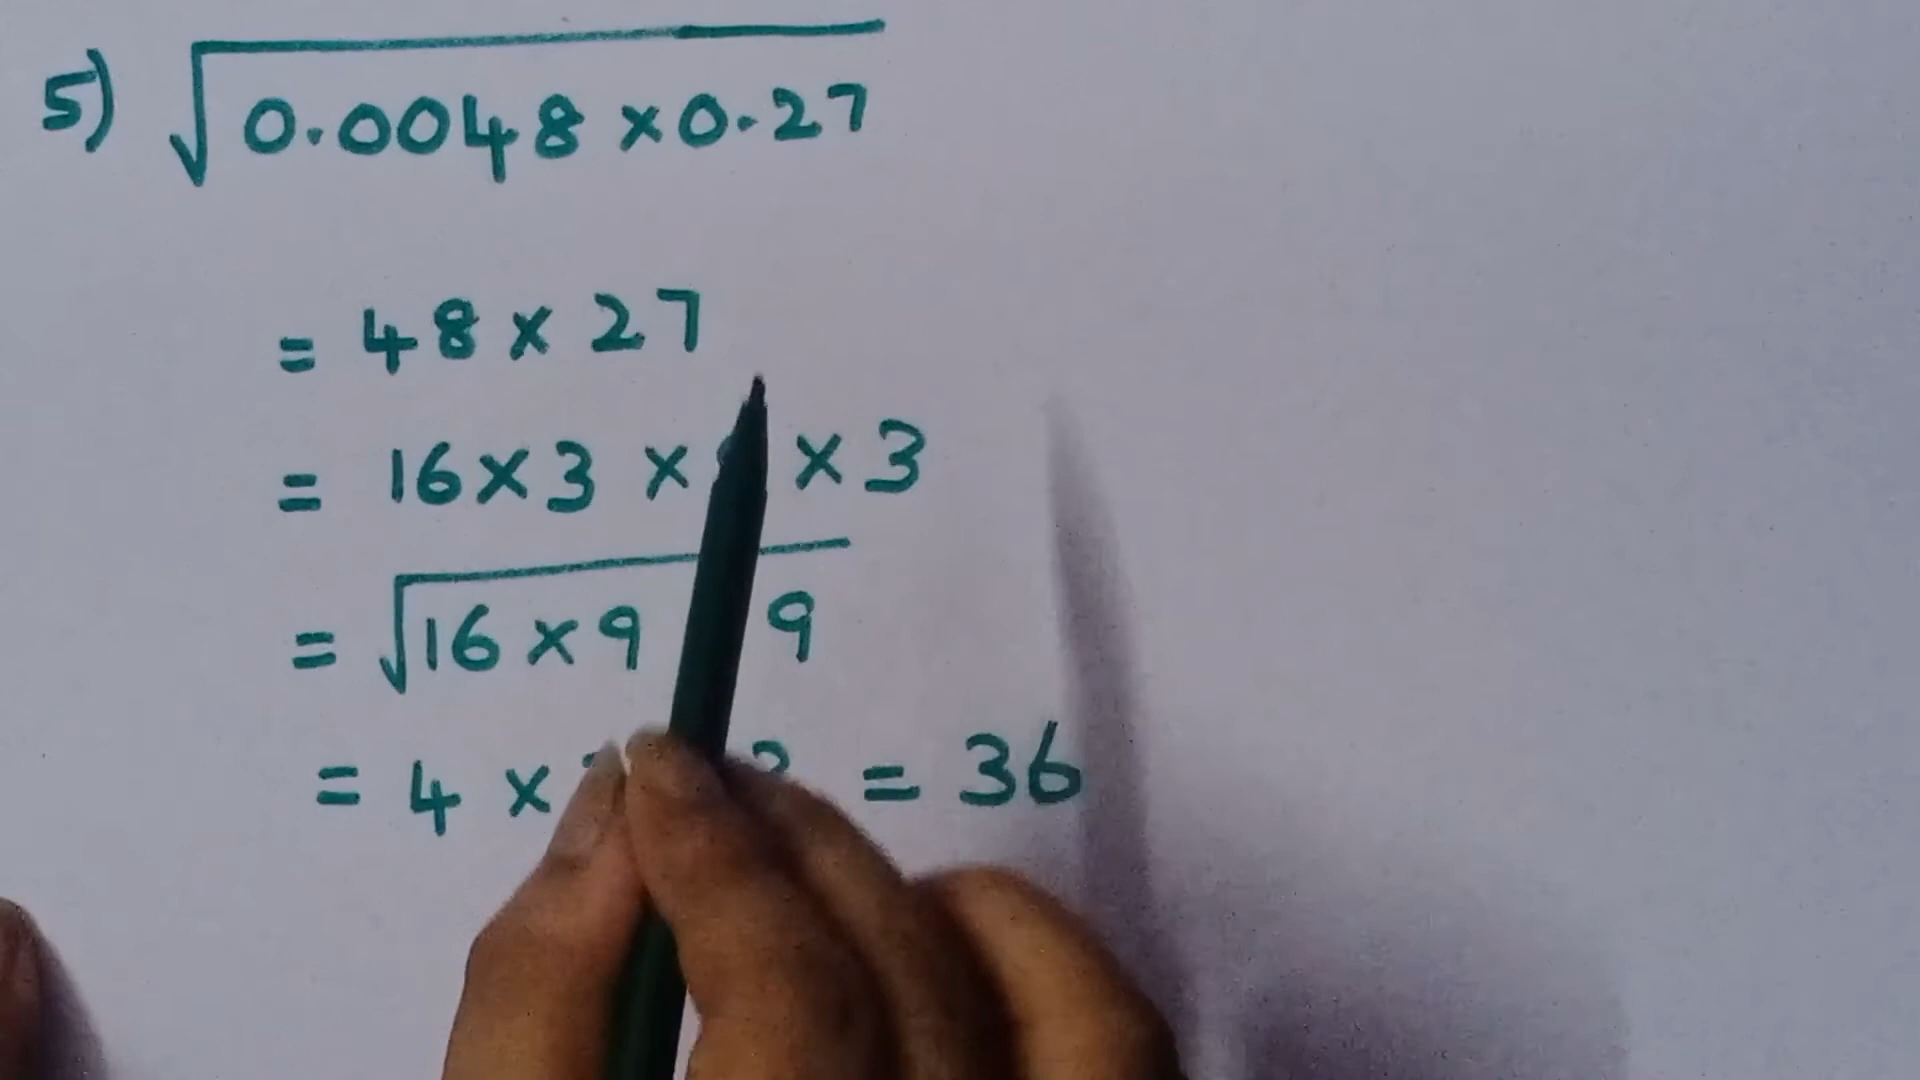 5) √0.0048 × 0.27
= 48 × 27
= 16 × 3 × × 3
= √16 × 9 9
= 4 × = 36